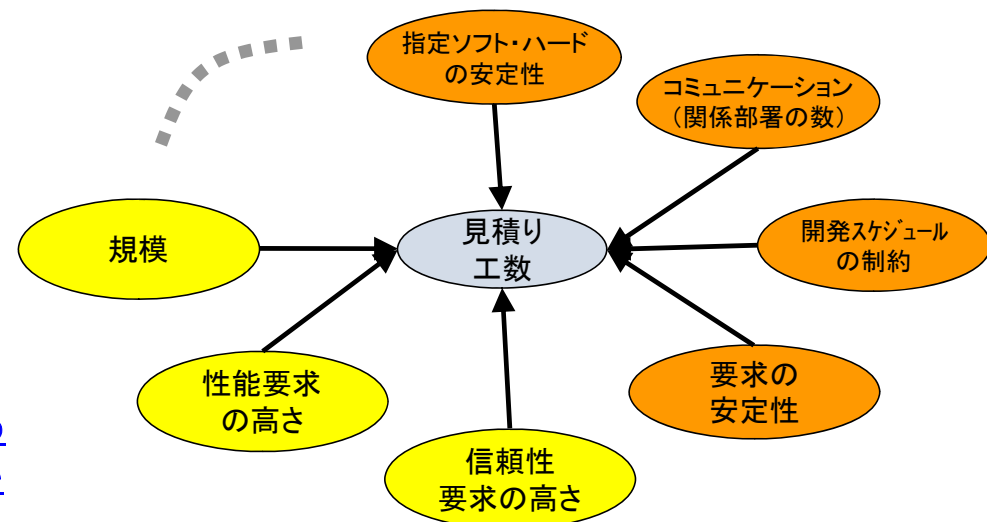 指定ソフト・ハード
の安定性
コミュニケーション
（関係部署の数）
規模
見積り
工数
開発スケジュール
の制約
性能要求
の高さ
要求の
安定性
信頼性
要求の高さ